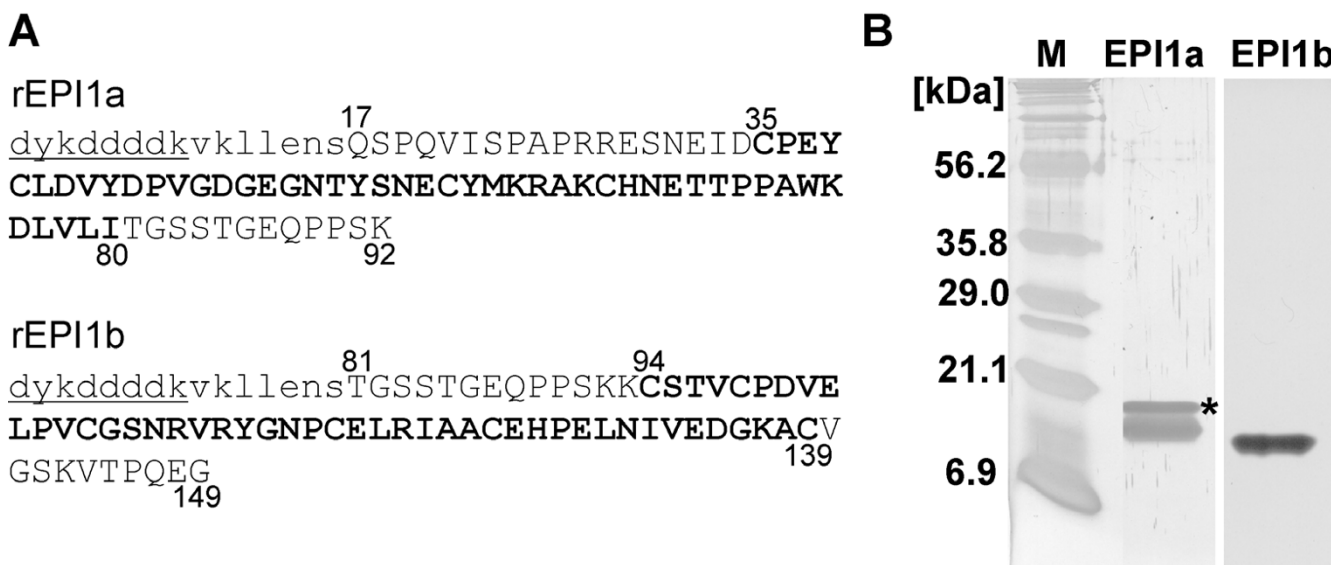 A
rEPI1a
17 35
dykddddkvkllensQSPQVISPAPRRESNEIDCPEY
CLDVYDPVGDGEGNTYSNECYMKRAKCHNETTPPAWK
DLVLITGSSTGEQPPSK
80 92
rEPI1b
81 94
dykddddkvkllensTGSSTGEQPPSKKCSTVCPDVE
LPVCGSNRVRYGNPCELRIAACEHPELNIVEDGKACV
139
GSKVTPQEG
149
B
M EPI1a EPI1b
[kDa]
56.2
35.8
29.0
21.1
*
6.9